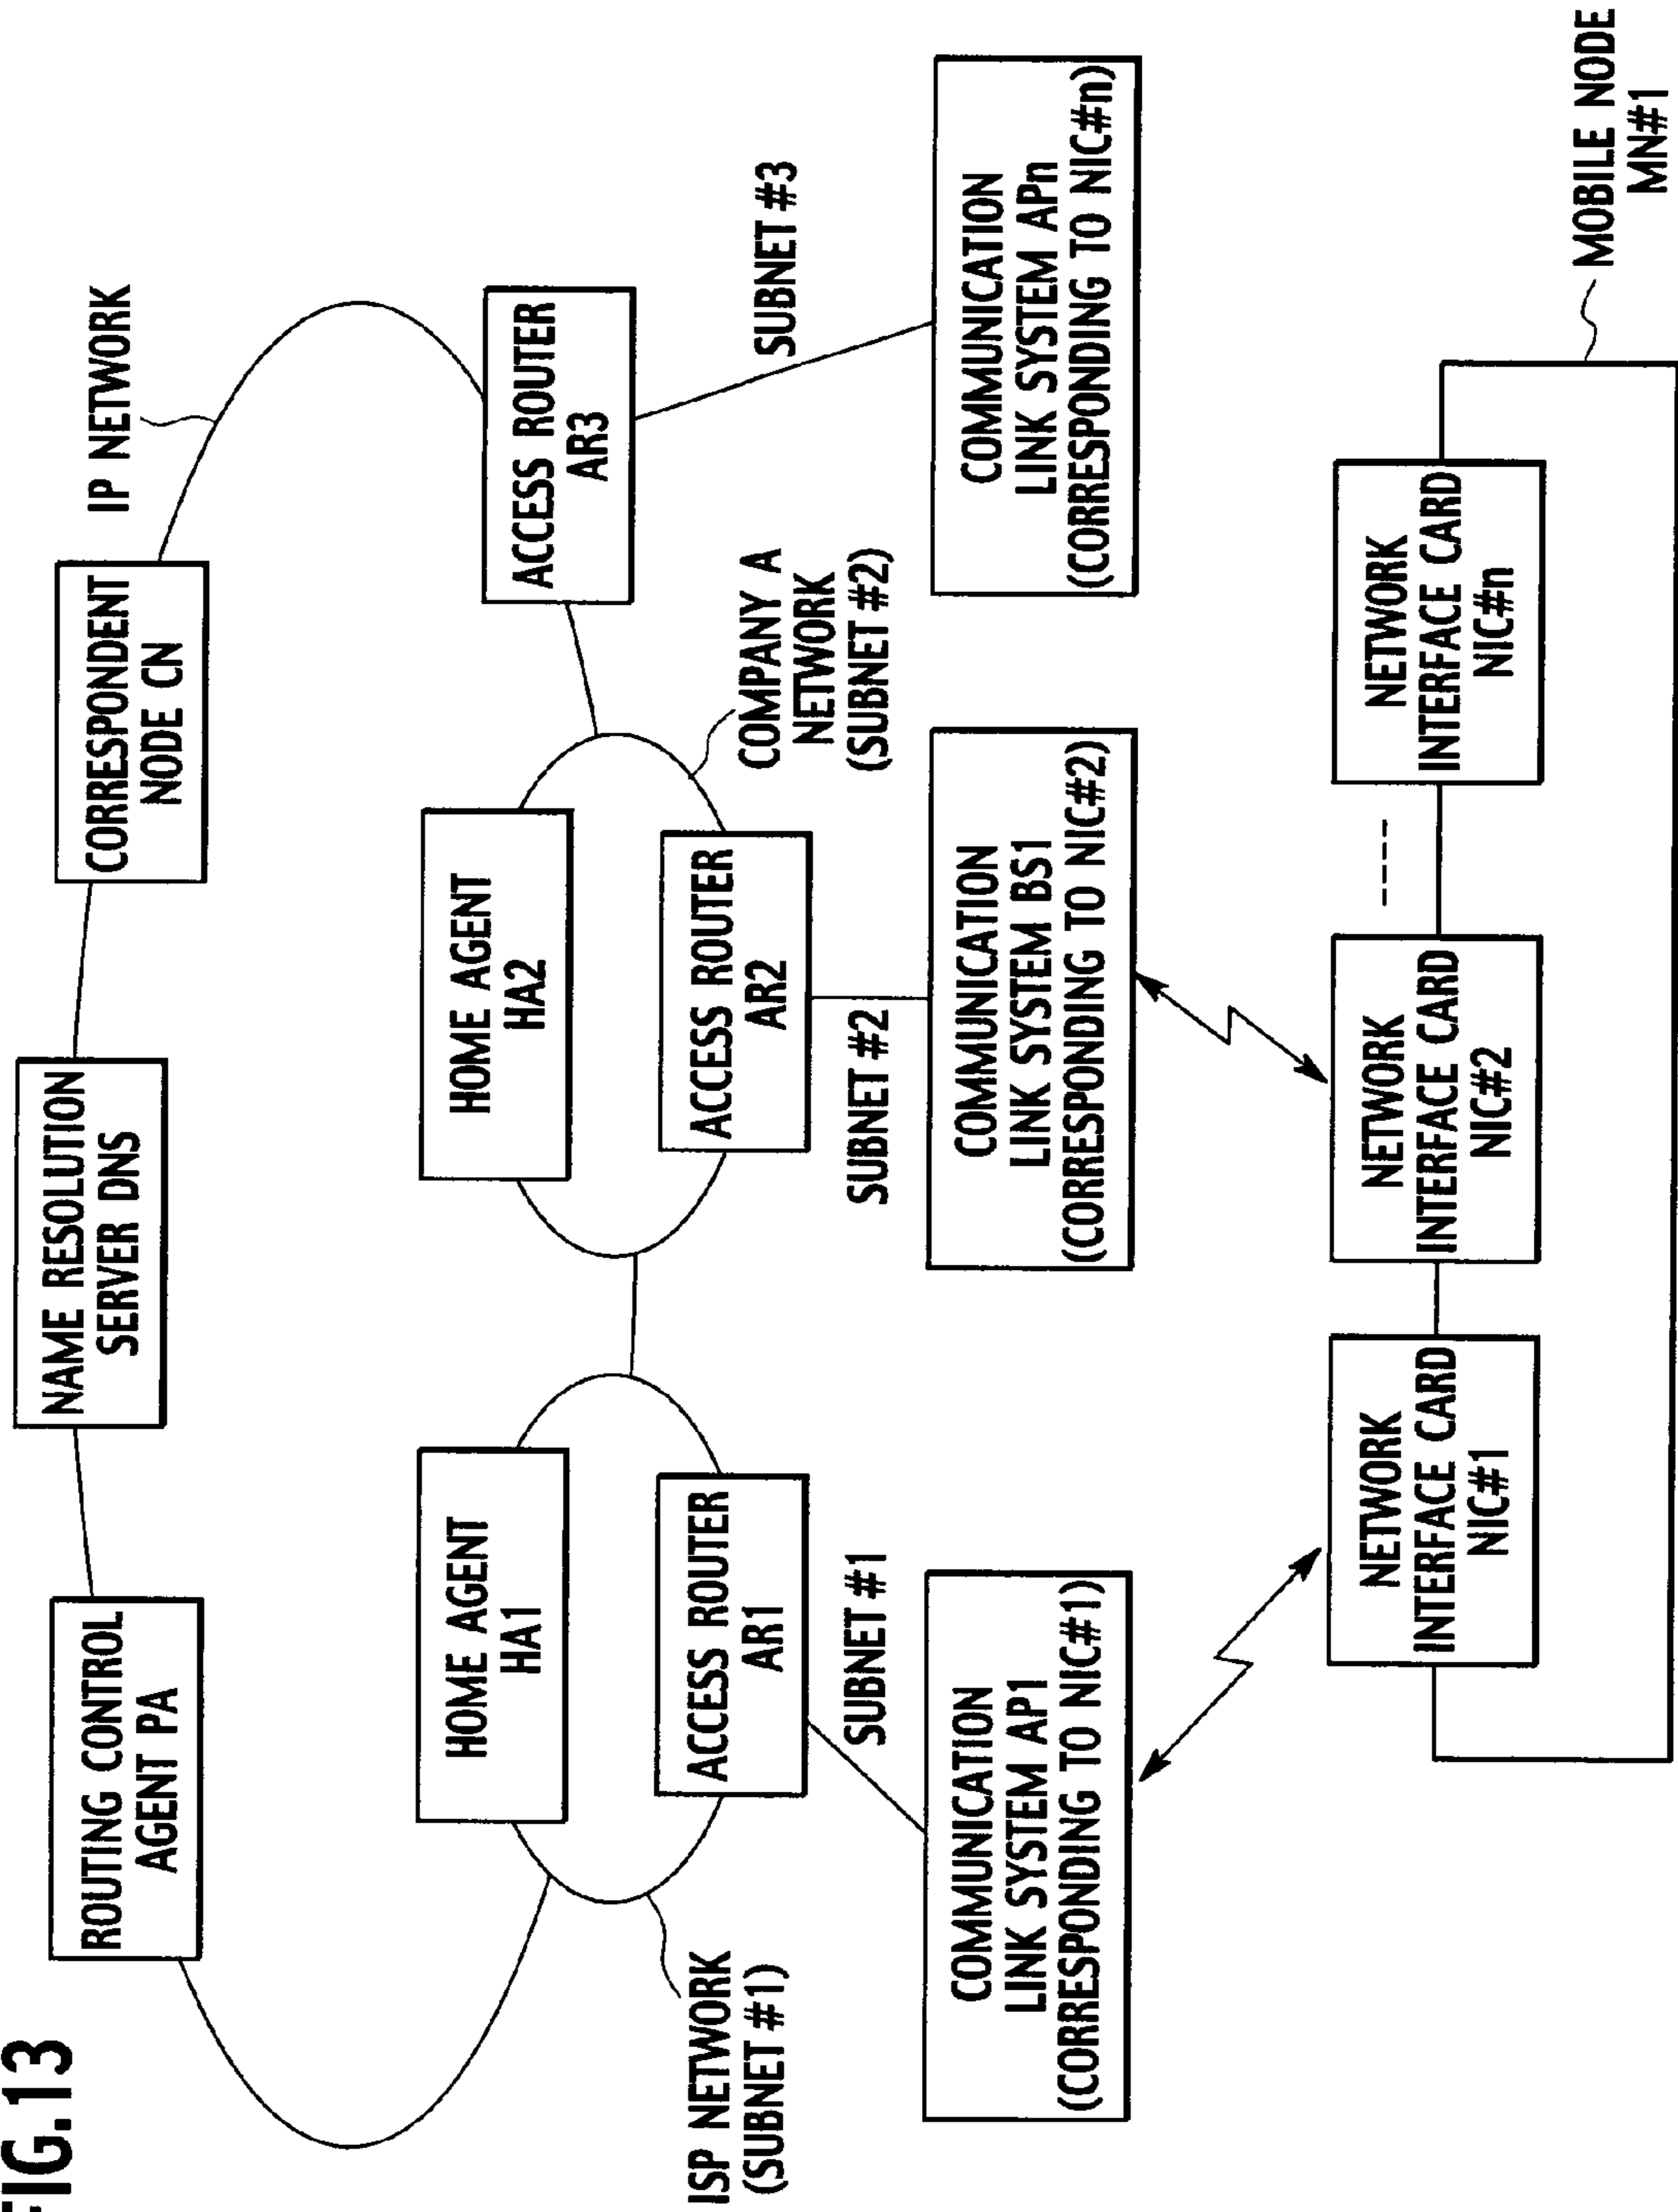 FIG.13
ROUTING CONTROL
AGENT PA
NAME RESOLUTION
SERVER DNS
CORRESPONDENT
NODE CN
IP NETWORK
HOME AGENT
HA1
HOME AGENT
HA2
ACCESS ROUTER
AR3
ISP NETWORK
(SUBNET #1)
ACCESS ROUTER
AR1
ACCESS ROUTER
AR2
COMPANY A
NETWORK
(SUBNET #2)
SUBNET #1
SUBNET #2
SUBNET #3
COMMUNICATION
LINK SYSTEM AP1
(CORRESPONDING TO NIC#1)
COMMUNICATION
LINK SYSTEM BS1
(CORRESPONDING TO NIC#2)
COMMUNICATION
LINK SYSTEM APn
(CORRESPONDING TO NIC#n)
NETWORK
INTERFACE CARD
NIC#1
NETWORK
INTERFACE CARD
NIC#2
NETWORK
INTERFACE CARD
NIC#n
MOBILE NODE
MN#1